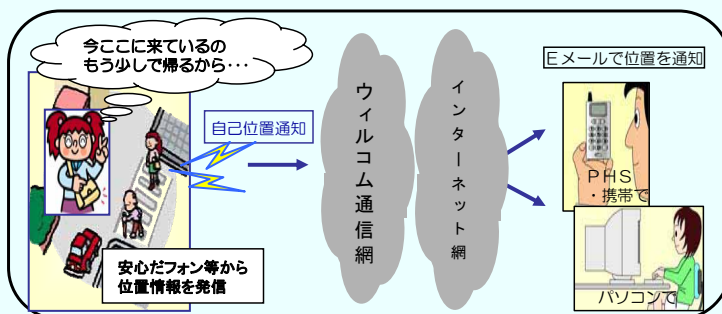 今ここに来ているの
もう少しで帰るから･･･
自己位置通知
安心だフォン等から
位置情報を発信
ウィルコム通信網
インターネット網
Eメールで位置を通知
PHS
・携帯で
パソコンで